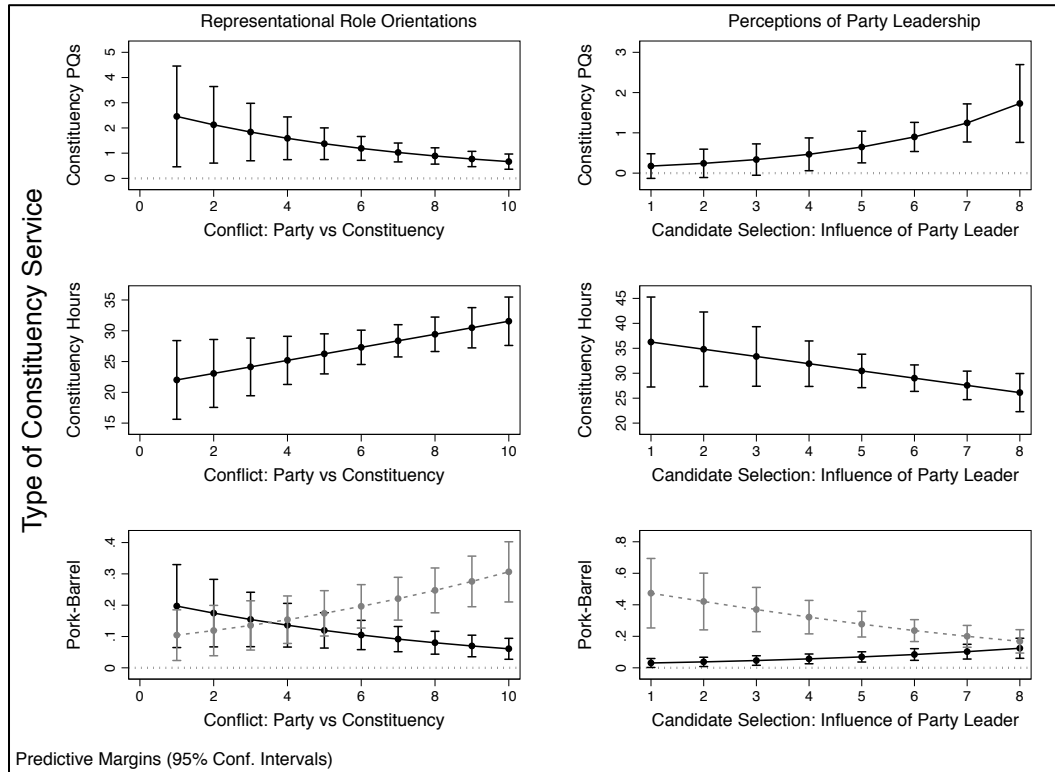 Representational Role Orientations
Perceptions of Party Leadership
Type of Constituency Service
Constituency PQs
0 1 2 3 4 5
0 2 4 6 8 10
Conflict: Party vs Constituency
Constituency PQs
0 1 2 3
1 2 3 4 5 6 7 8
Candidate Selection: Influence of Party Leader
Constituency Hours
15 20 25 30 35
0 2 4 6 8 10
Conflict: Party vs Constituency
Constituency Hours
20 25 30 35 40 45
1 2 3 4 5 6 7 8
Candidate Selection: Influence of Party Leader
Pork-Barrel
0 .1 .2 .3 .4
0 2 4 6 8 10
Conflict: Party vs Constituency
Pork-Barrel
0 .2 .4 .6 .8
1 2 3 4 5 6 7 8
Candidate Selection: Influence of Party Leader
Predictive Margins (95% Conf. Intervals)